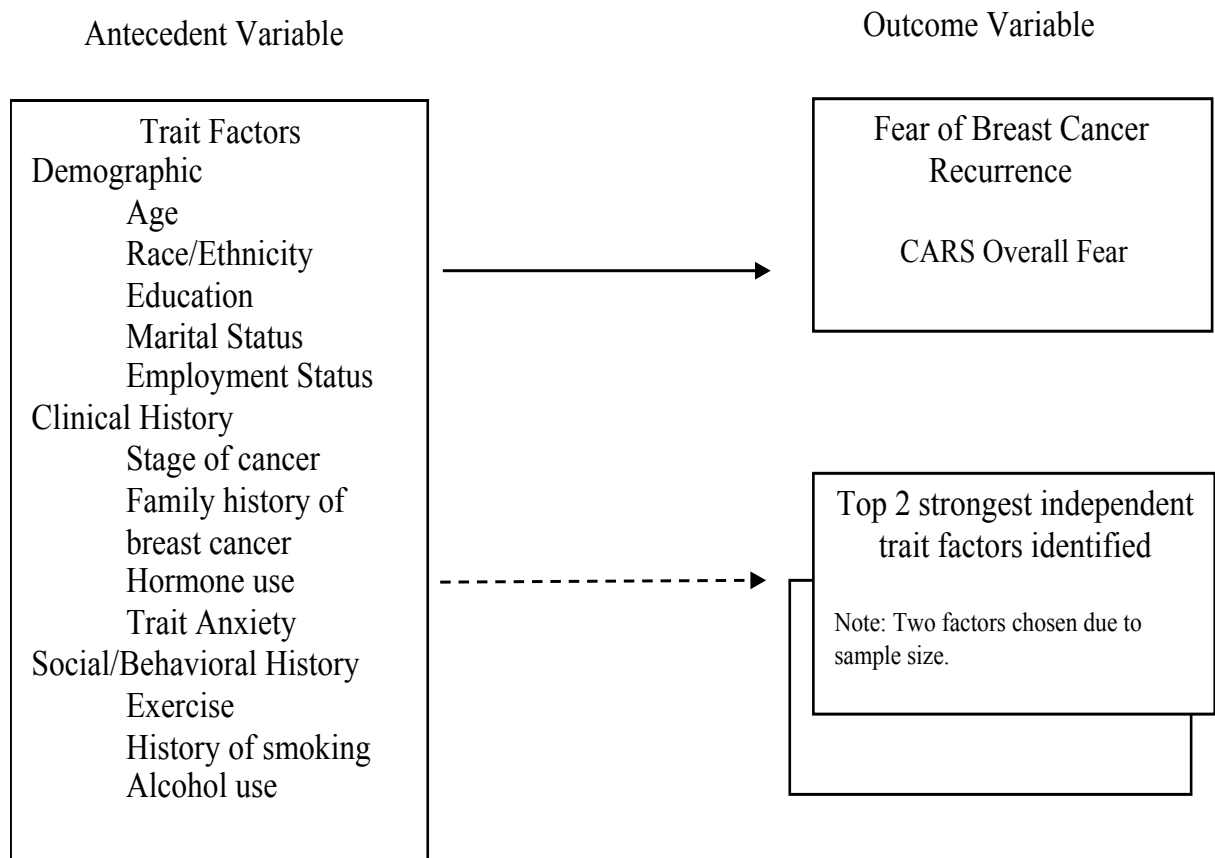 Antecedent Variable
Outcome Variable
Trait Factors
Demographic
Age
Race/Ethnicity
Education
Marital Status
Employment Status
Clinical History
Stage of cancer
Family history of
breast cancer
Hormone use
Trait Anxiety
Social/Behavioral History
Exercise
History of smoking
Alcohol use
Fear of Breast Cancer
Recurrence
CARS Overall Fear
Top 2 strongest independent
trait factors identified
Note: Two factors chosen due to
sample size.